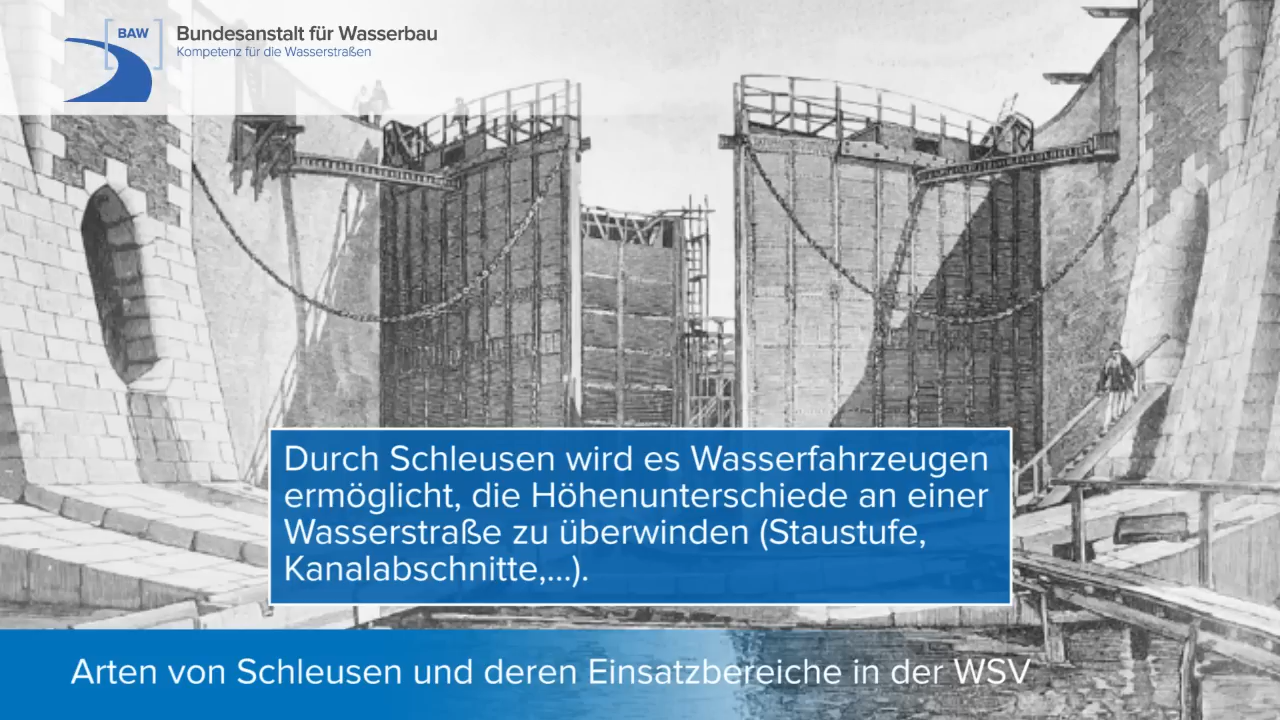 BAW
Bundesanstalt für Wasserbau
Kompetenz für die Wasserstraßen
Durch Schleusen wird es Wasserfahrzeugen
ermöglicht, die Höhenunterschiede an einer
Wasserstraße zu überwinden (Staustufe,
Kanalabschnitte,...).
Arten von Schleusen und deren Einsatzbereiche in der WSV